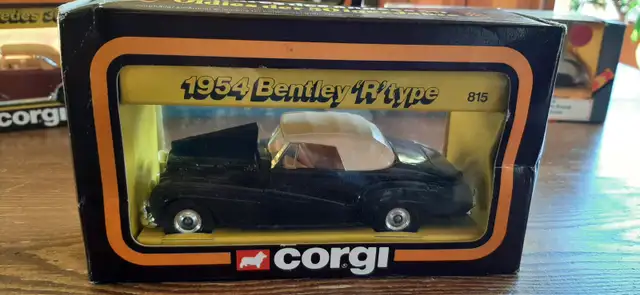 1954 Bentley 'R' type
815
corgi
corgi